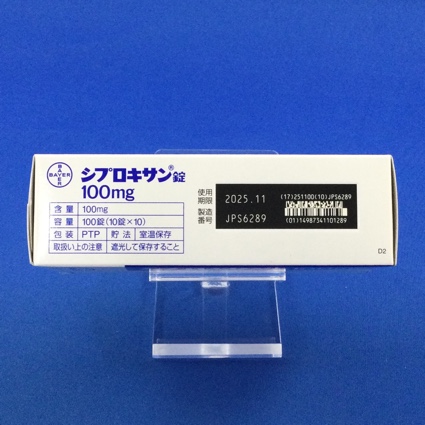 BAYER
BAYER
シプロキサン®錠
100mg
含量 100mg
容量 100錠(10錠×10)
包装 PTP 貯法 室温保存
取扱い上の注意 遮光して保存すること
使用期限 2025.11
製造番号 JPS6289
(17)251100(10)JPS6289
(01)14987341101289
D2